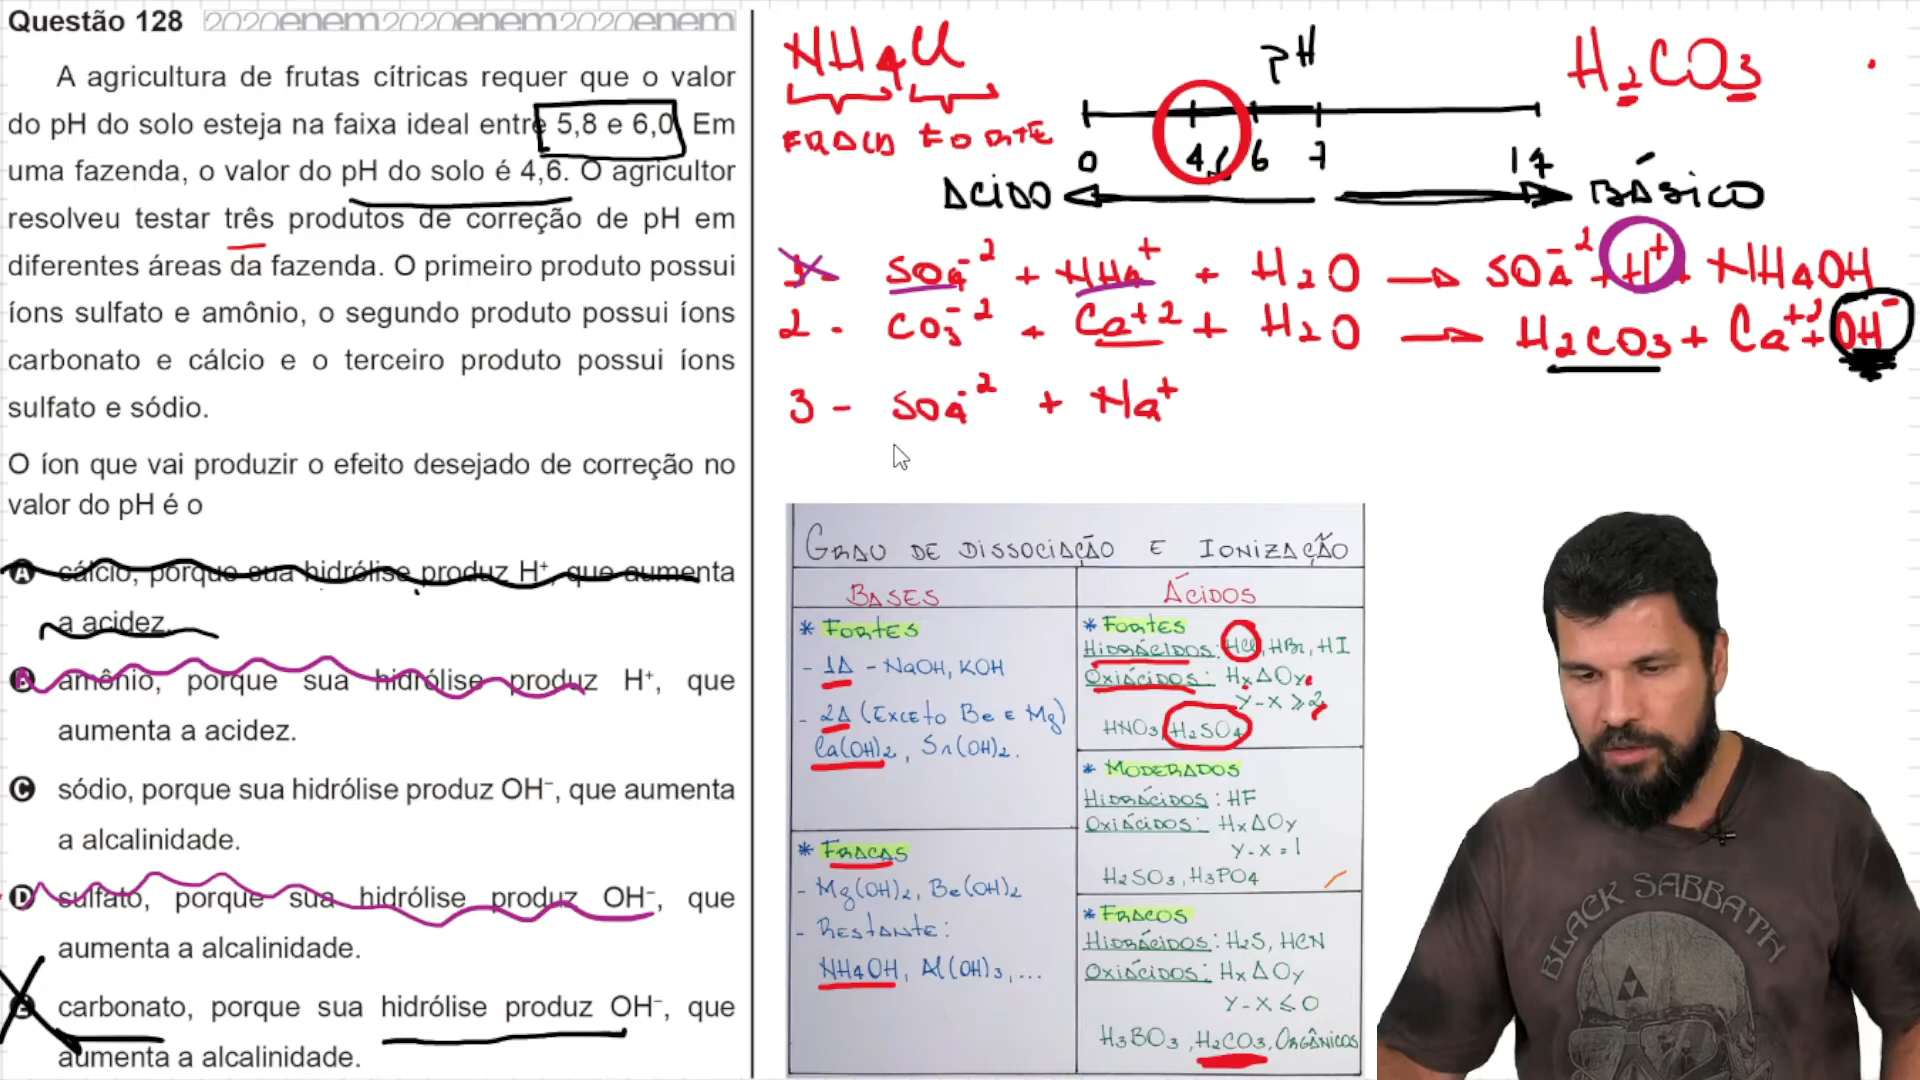 Questão 128 2020enem2020enem2020enem
A agricultura de frutas cítricas requer que o valor
do pH do solo esteja na faixa ideal entre 5,8 e 6,0. Em
uma fazenda, o valor do pH do solo é 4,6. O agricultor
resolveu testar três produtos de correção de pH em
diferentes áreas da fazenda. O primeiro produto possui
íons sulfato e amônio, o segundo produto possui íons
carbonato e cálcio e o terceiro produto possui íons
sulfato e sódio.
O íon que vai produzir o efeito desejado de correção no
valor do pH é o
A cálcio, porque sua hidrólise produz H⁺, que aumenta
a acidez.
B amônio, porque sua hidrólise produz H⁺, que
aumenta a acidez.
C sódio, porque sua hidrólise produz OH⁻, que aumenta
a alcalinidade.
D sulfato, porque sua hidrólise produz OH⁻, que
aumenta a alcalinidade.
E carbonato, porque sua hidrólise produz OH⁻, que
aumenta a alcalinidade.
NH4Cl
FRACA FORTE
pH
0 4,6 6 7 14
ÁCIDO BÁSICO
H2CO3
1- SO4⁻² + NH4⁺ + H2O → SO4⁻² + H⁺ + NH4OH
2- CO3⁻² + Ca⁺² + H2O → H2CO3 + Ca⁺² + OH⁻
3- SO4⁻² + Na⁺
GRAU DE DISSOCIAÇÃO E IONIZAÇÃO
BASES
* FORTES
- 1A - NaOH, KOH
- 2A (EXCETO Be E Mg)
Ca(OH)2, Sr(OH)2.
* FRACAS
- Mg(OH)2, Be(OH)2
- RESTANTE:
NH4OH, Al(OH)3, ...
ÁCIDOS
* FORTES
HIDRÁCIDOS: HCl, HBr, HI
OXIÁCIDOS: HxAOy
y-x ≥ 2
HNO3, H2SO4
* MODERADOS
HIDRÁCIDOS: HF
OXIÁCIDOS: HxAOy
y-x = 1
H2SO3, H3PO4
* FRACOS
HIDRÁCIDOS: H2S, HCN
OXIÁCIDOS: HxAOy
y-x ≤ 0
H3BO3, H2CO3, ORGÂNICOS
BLACK SABBATH